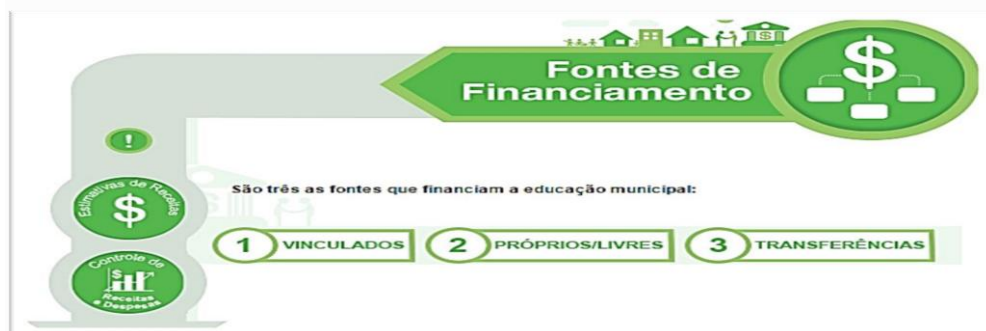 Fontes de
Financiamento
!
Estimativas de Receitas
$
São três as fontes que financiam a educação municipal:
1 VINCULADOS 2 PRÓPRIOS/LIVRES 3 TRANSFERÊNCIAS
Controle de
Receitas
e Despesas